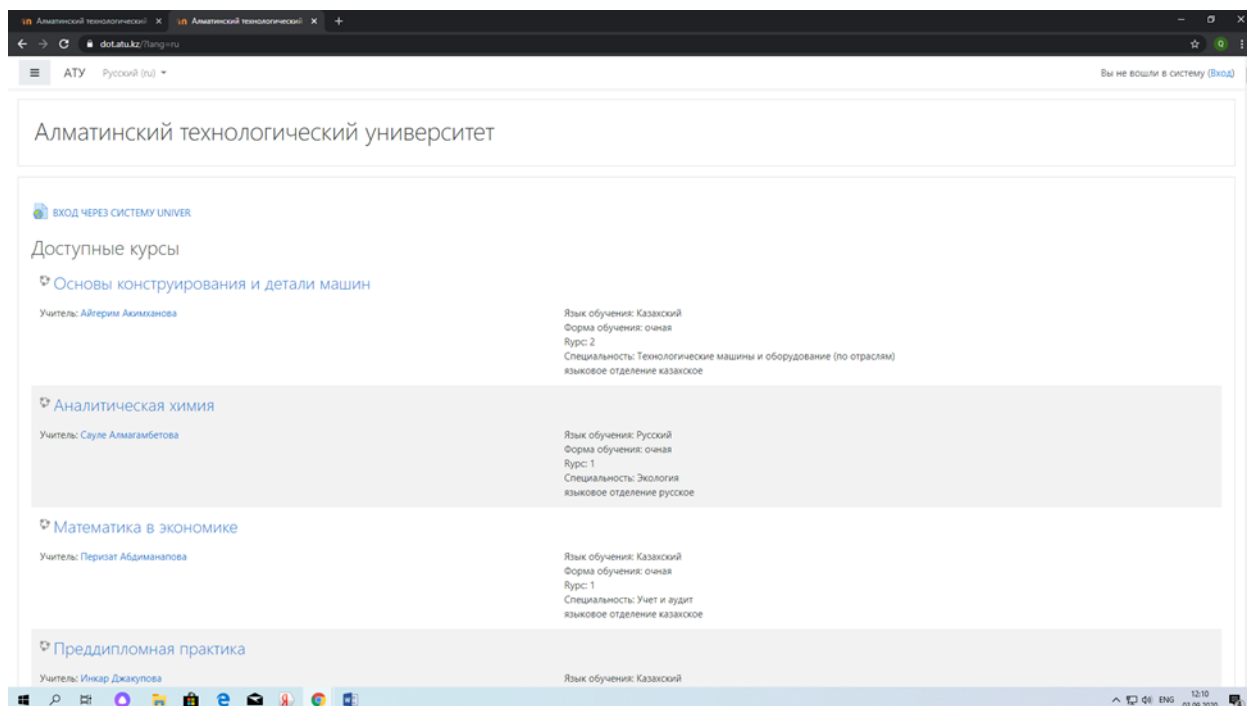 Алматинский технологический
Алматинский технологический
dot.atu.kz/?lang=ru
АТУ Русский (ru)
Вы не вошли в систему (Вход)
Алматинский технологический университет
ВХОД ЧЕРЕЗ СИСТЕМУ UNIVER
Доступные курсы
Основы конструирования и детали машин
Учитель: Айгерим Акимханова
Язык обучения: Казахский
Форма обучения: очная
Rурс: 2
Специальность: Технологические машины и оборудование (по отраслям)
языковое отделение казахское
Аналитическая химия
Учитель: Сауле Алмагамбетова
Язык обучения: Русский
Форма обучения: очная
Rурс: 1
Специальность: Экология
языковое отделение русское
Математика в экономике
Учитель: Перизат Абдиманапова
Язык обучения: Казахский
Форма обучения: очная
Rурс: 1
Специальность: Учет и аудит
языковое отделение казахское
Преддипломная практика
Учитель: Инкар Джакупова
Язык обучения: Казахский
ENG
12:10